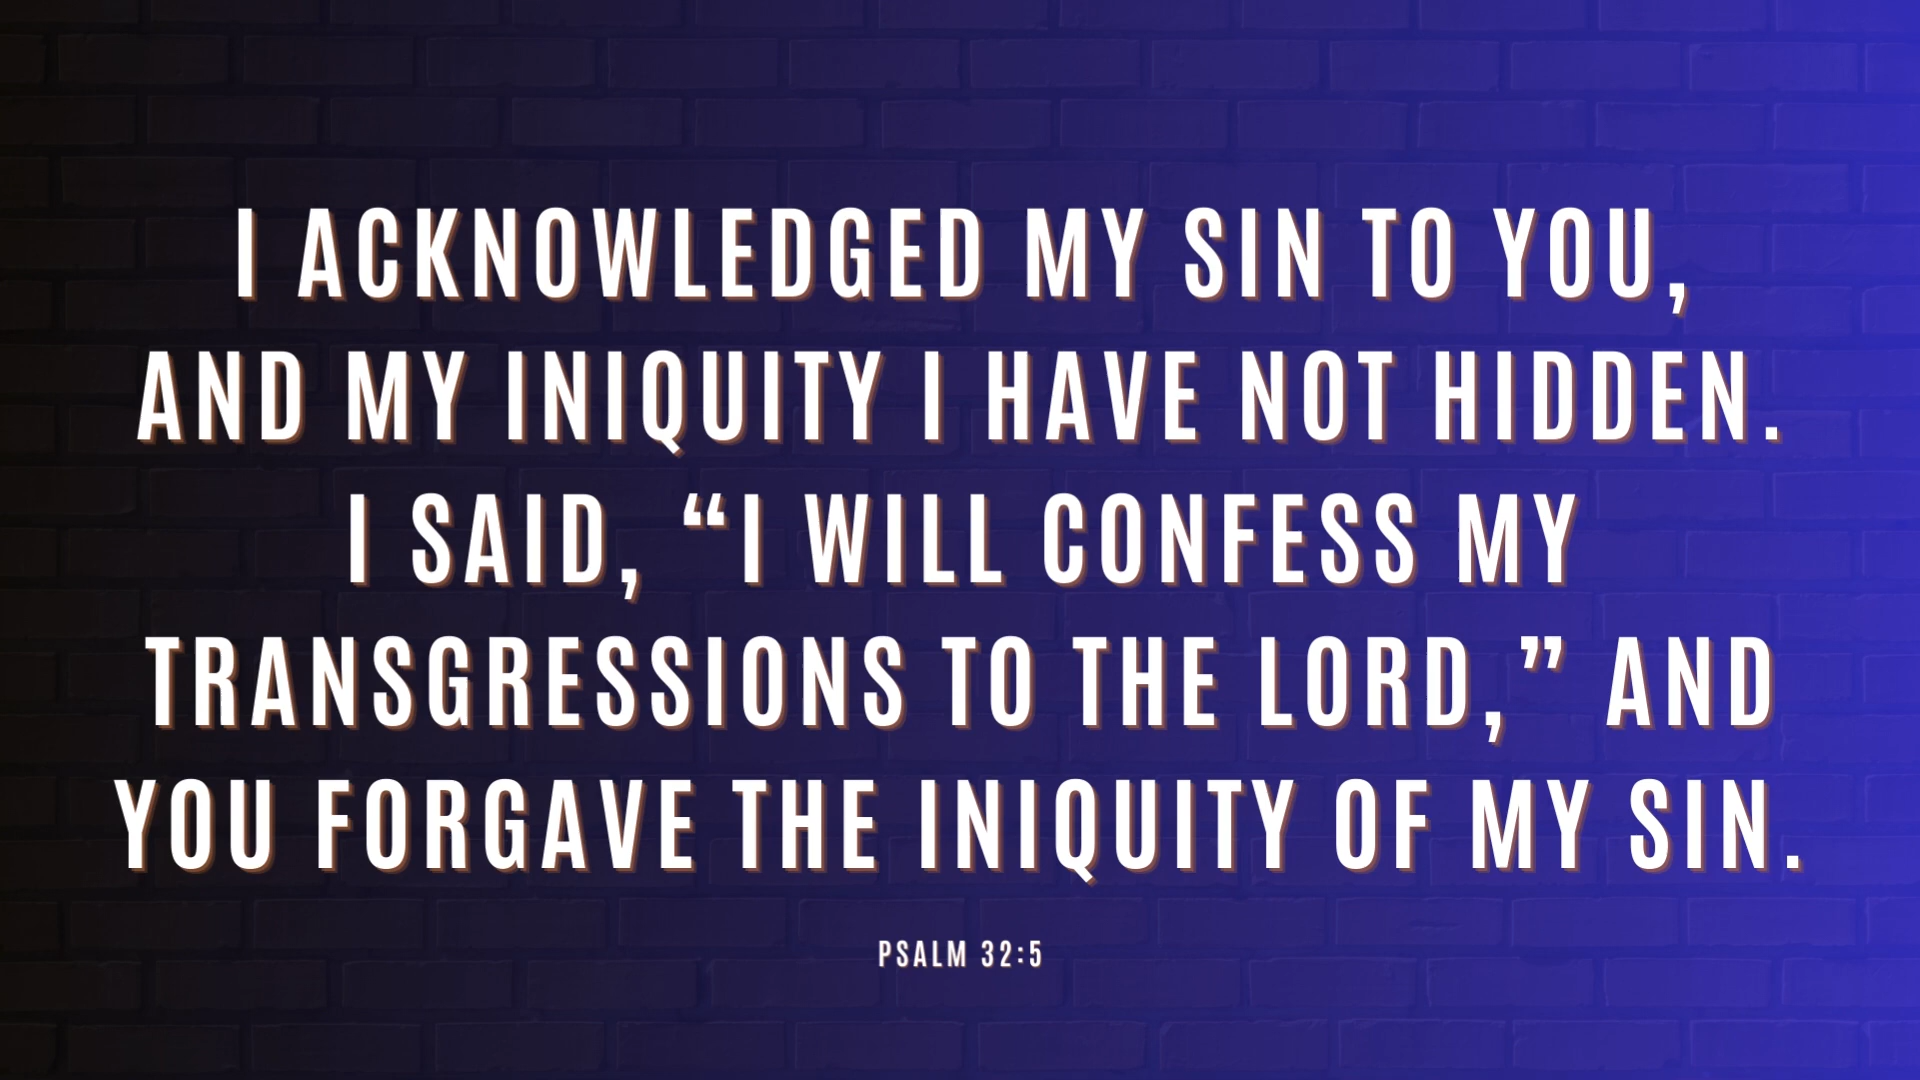 I ACKNOWLEDGED MY SIN TO YOU,
AND MY INIQUITY I HAVE NOT HIDDEN.
I SAID, “I WILL CONFESS MY
TRANSGRESSIONS TO THE LORD,” AND
YOU FORGAVE THE INIQUITY OF MY SIN.
PSALM 32:5